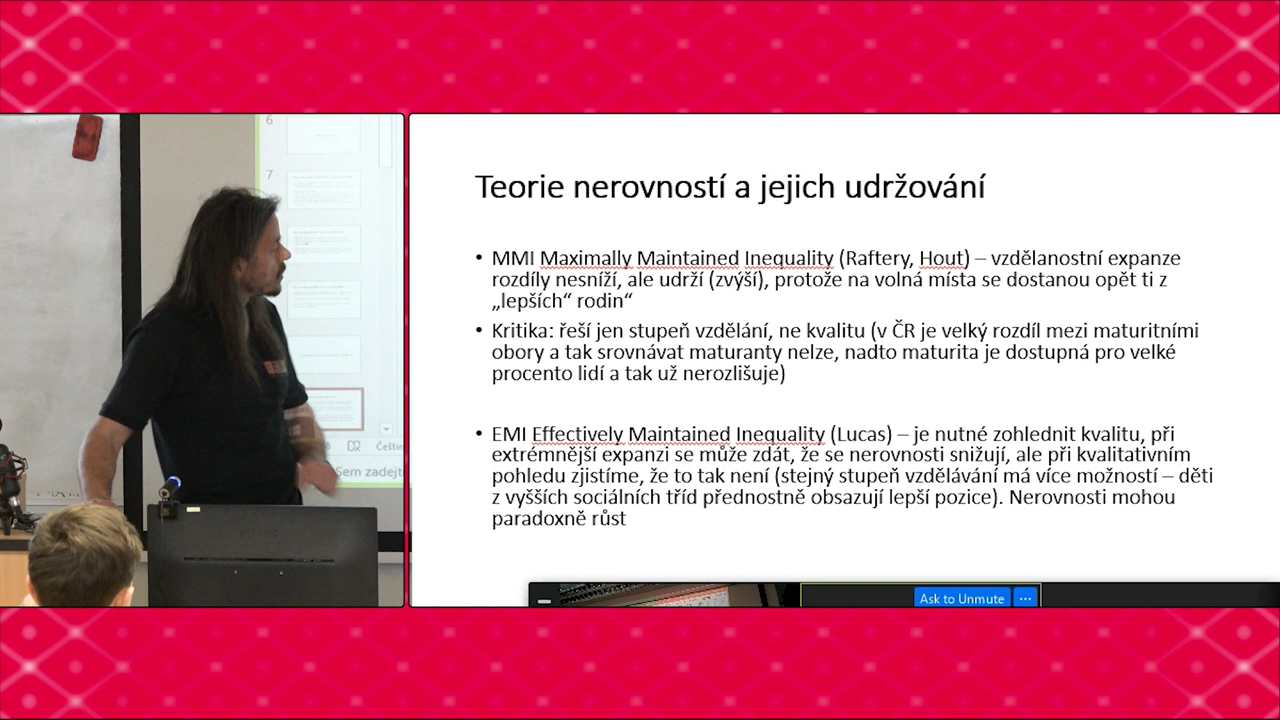 6
7
Češtin
Sem zadejt
Teorie nerovností a jejich udržování
• MMI Maximally Maintained Inequality (Raftery, Hout) – vzdělanostní expanze
rozdíly nesníží, ale udrží (zvýší), protože na volná místa se dostanou opět ti z
„lepších“ rodin“
• Kritika: řeší jen stupeň vzdělání, ne kvalitu (v ČR je velký rozdíl mezi maturitními
obory a tak srovnávat maturanty nelze, nadto maturita je dostupná pro velké
procento lidí a tak už nerozlišuje)
• EMI Effectively Maintained Inequality (Lucas) – je nutné zohlednit kvalitu, při
extrémnější expanzi se může zdát, že se nerovnosti snižují, ale při kvalitativním
pohledu zjistíme, že to tak není (stejný stupeň vzdělávání má více možností – děti
z vyšších sociálních tříd přednostně obsazují lepší pozice). Nerovnosti mohou
paradoxně růst
Ask to Unmute ...